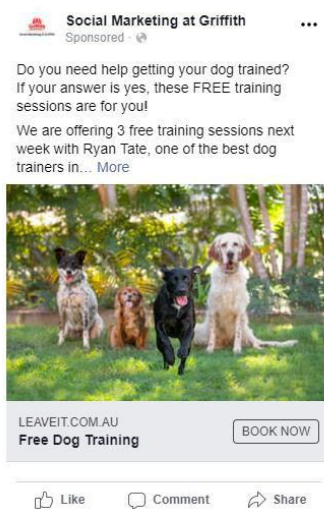 Social Marketing at Griffith
Sponsored ·
Do you need help getting your dog trained?
If your answer is yes, these FREE training
sessions are for you!
We are offering 3 free training sessions next
week with Ryan Tate, one of the best dog
trainers in... More
LEAVEIT.COM.AU
Free Dog Training
BOOK NOW
Like Comment Share